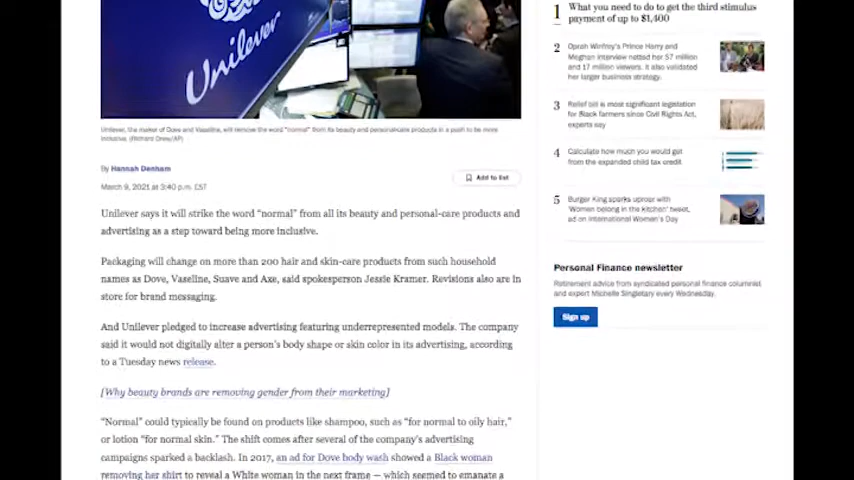 Unilever
Unilever, the maker of Dove and Vaseline, will remove the word "normal" from its beauty and personal-care products in a push to be more
inclusive. (Richard Drew/AP)
By Hannah Denham
Add to list
March 9, 2021 at 3:40 p.m. CST
Unilever says it will strike the word “normal” from all its beauty and personal-care products and
advertising as a step toward being more inclusive.
Packaging will change on more than 200 hair and skin-care products from such household
names as Dove, Vaseline, Suave and Axe, said spokesperson Jessie Kramer. Revisions also are in
store for brand messaging.
And Unilever pledged to increase advertising featuring underrepresented models. The company
said it would not digitally alter a person’s body shape or skin color in its advertising, according
to a Tuesday news release.
[Why beauty brands are removing gender from their marketing]
“Normal” could typically be found on products like shampoo, such as “for normal to oily hair,”
or lotion “for normal skin.” The shift comes after several of the company’s advertising
campaigns sparked a backlash. In 2017, an ad for Dove body wash showed a Black woman
removing her shirt to reveal a White woman in the next frame — which seemed to emanate a
1 What you need to do to get the third stimulus
payment of up to $1,400
2 Oprah Winfrey's Prince Harry and
Meghan interview netted her 57 million
and 17 million viewers. It also validated
her larger business strategy.
3 Relief bill is most significant legislation
for Black farmers since Civil Rights Act,
experts say
4 Calculate how much you would get
from the expanded child tax credit
5 Burger King sparks uproar with
'Women belong in the kitchen' tweet,
ad on International Women's Day
Personal Finance newsletter
Retirement advice from syndicated personal finance columnist
and expert Michelle Singletary every Wednesday.
Sign up